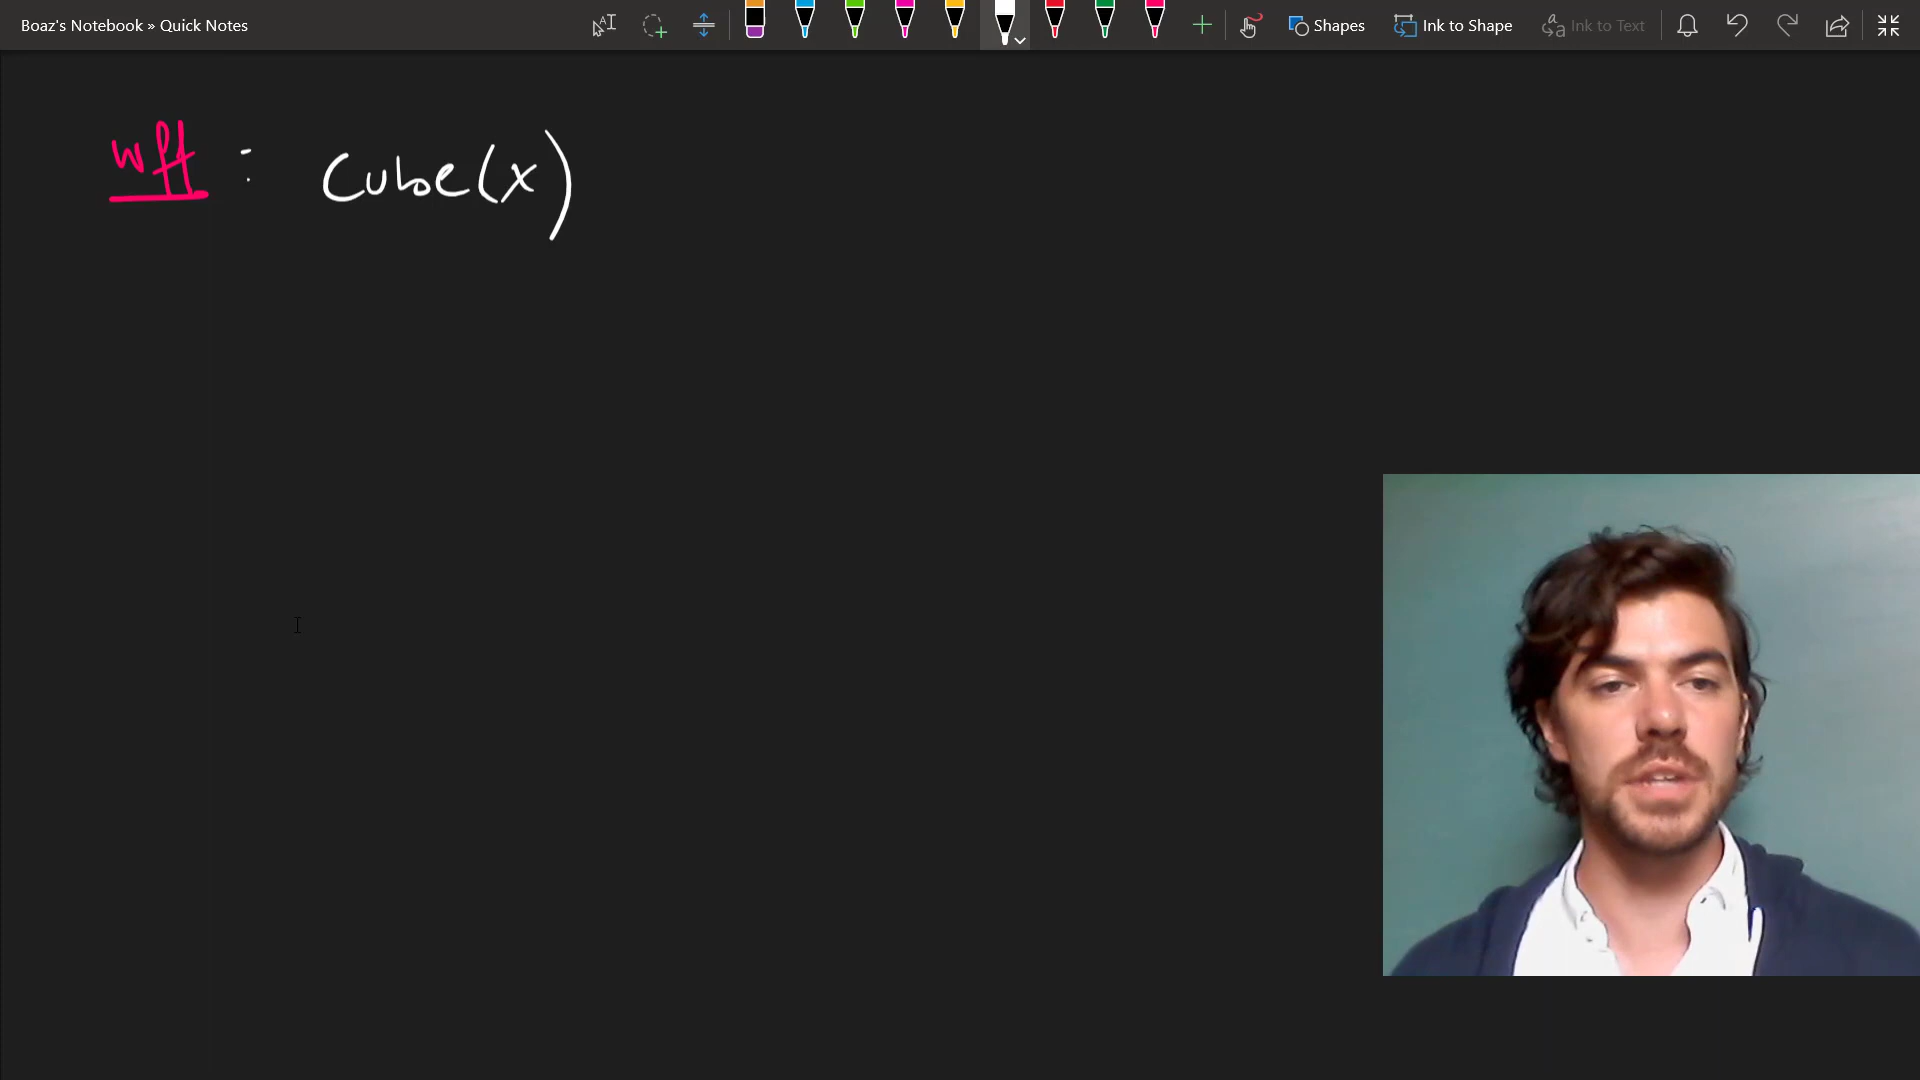 Boaz's Notebook » Quick Notes
Shapes
Ink to Shape
Ink to Text
wff : Cube(x)